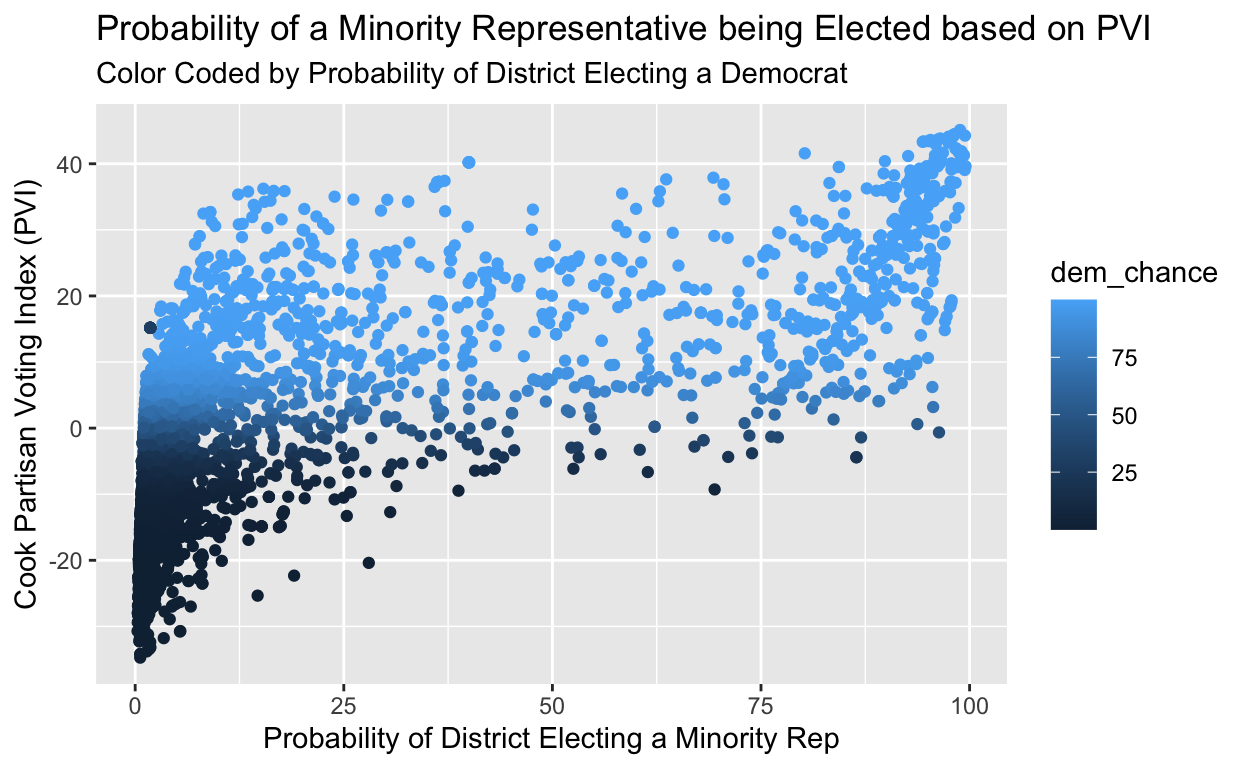 Probability of a Minority Representative being Elected based on PVI
Color Coded by Probability of District Electing a Democrat
Cook Partisan Voting Index (PVI)
40
20
0
-20
0
25
50
75
100
Probability of District Electing a Minority Rep
dem_chance
75
50
25